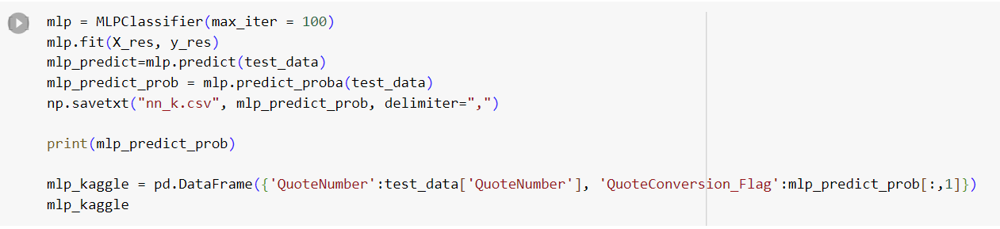 mlp = MLPClassifier(max_iter = 100)
mlp.fit(X_res, y_res)
mlp_predict=mlp.predict(test_data)
mlp_predict_prob = mlp.predict_proba(test_data)
np.savetxt("nn_k.csv", mlp_predict_prob, delimiter=",")
print(mlp_predict_prob)
mlp_kaggle = pd.DataFrame({'QuoteNumber':test_data['QuoteNumber'], 'QuoteConversion_Flag':mlp_predict_prob[:,1]})
mlp_kaggle